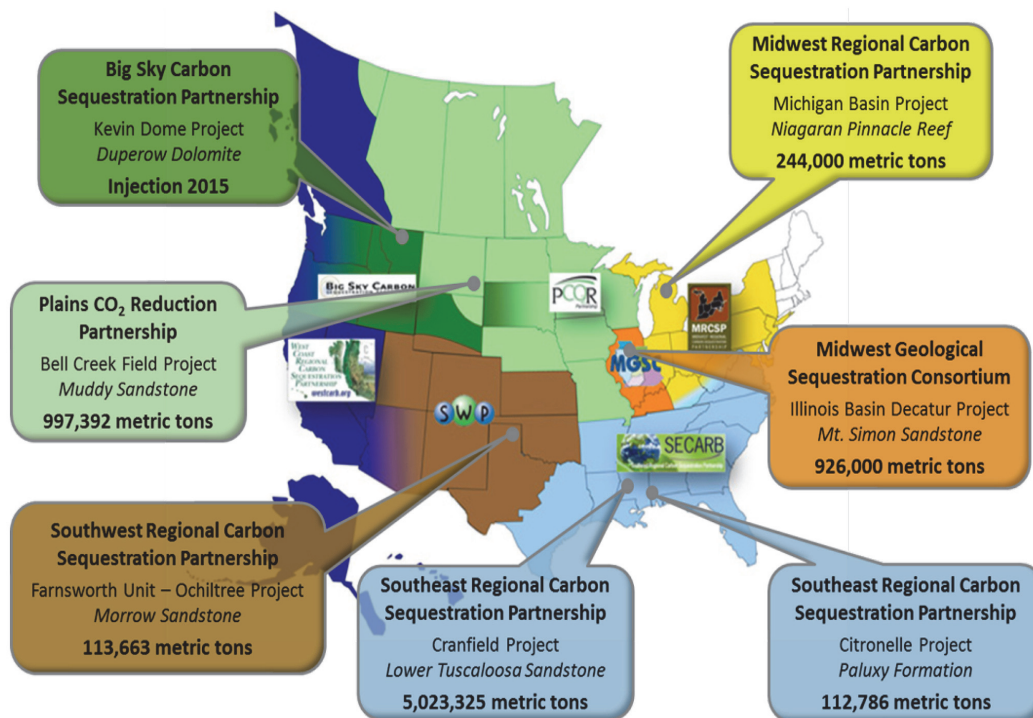 Big Sky Carbon
Sequestration Partnership
Kevin Dome Project
Duperow Dolomite
Injection 2015
Midwest Regional Carbon
Sequestration Partnership
Michigan Basin Project
Niagaran Pinnacle Reef
244,000 metric tons
Plains CO₂ Reduction
Partnership
Bell Creek Field Project
Muddy Sandstone
997,392 metric tons
BIG SKY CARBON
PCOR
Partnership
MRCSP
WEST
COAST
REGIONAL
CARBON
SEQUESTRATION
PARTNERSHIP
westcarb.org
MGSC
SWP
SECARB
Midwest Geological
Sequestration Consortium
Illinois Basin Decatur Project
Mt. Simon Sandstone
926,000 metric tons
Southwest Regional Carbon
Sequestration Partnership
Farnsworth Unit – Ochiltree Project
Morrow Sandstone
113,663 metric tons
Southeast Regional Carbon
Sequestration Partnership
Cranfield Project
Lower Tuscaloosa Sandstone
5,023,325 metric tons
Southeast Regional Carbon
Sequestration Partnership
Citronelle Project
Paluxy Formation
112,786 metric tons